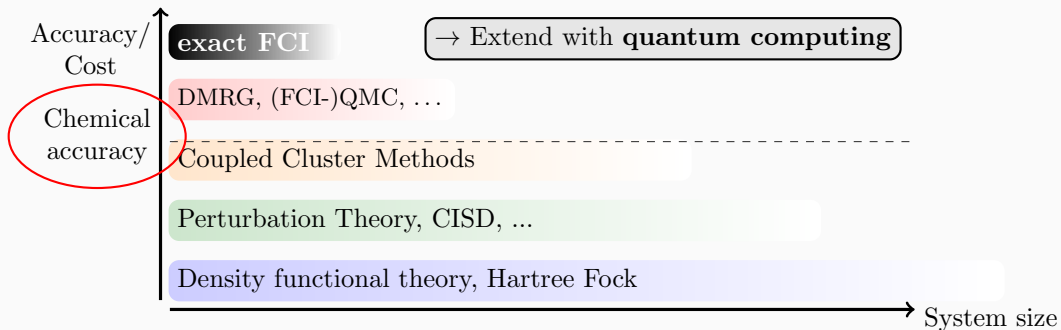 Accuracy/
Cost
exact FCI
→ Extend with quantum computing
DMRG, (FCI-)QMC, ...
Chemical
accuracy
Coupled Cluster Methods
Perturbation Theory, CISD, ...
Density functional theory, Hartree Fock
System size